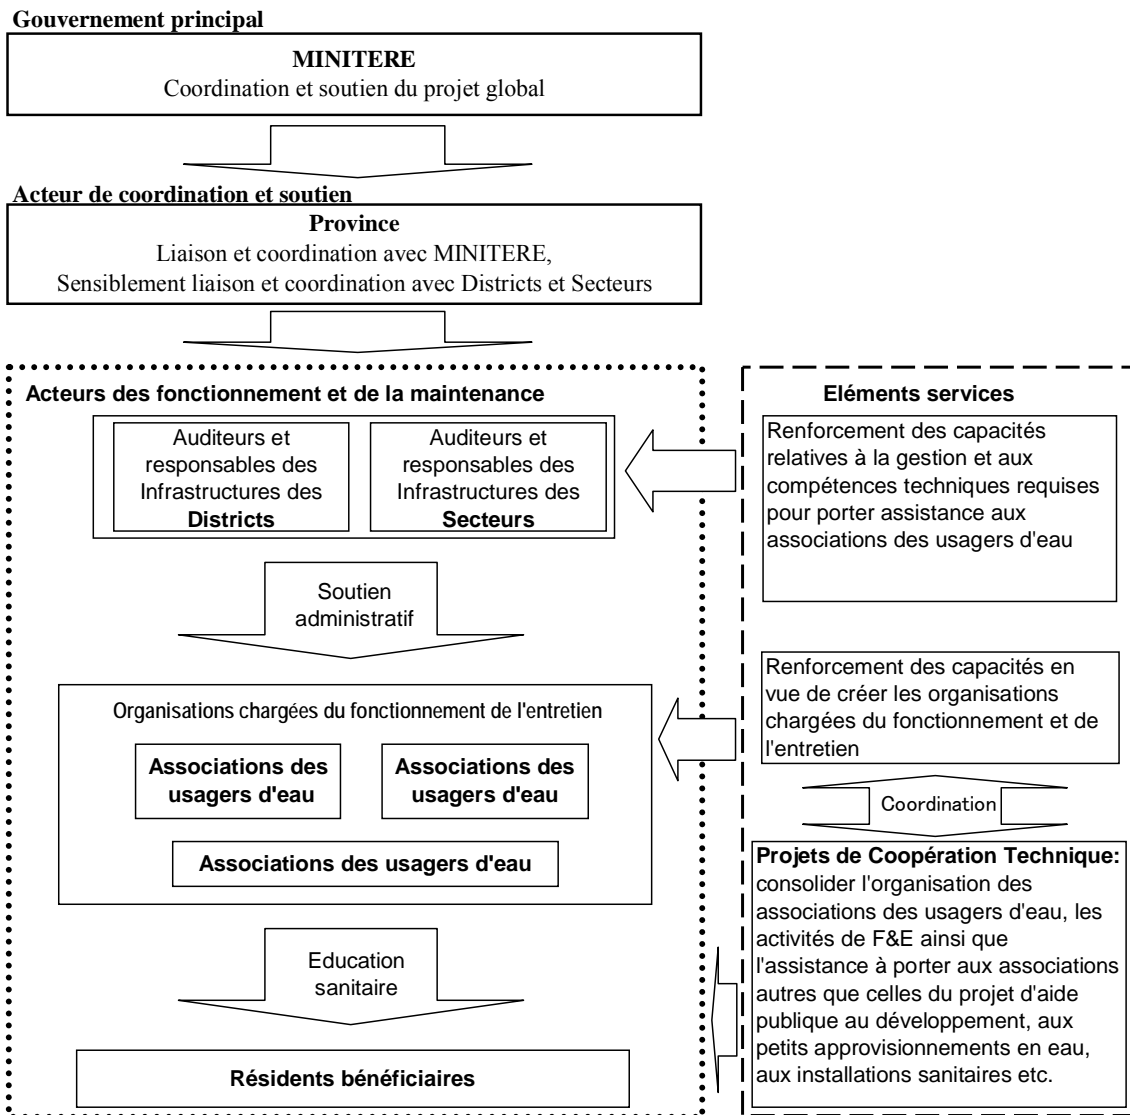 Gouvernement principal
MINITERE
Coordination et soutien du projet global
Acteur de coordination et soutien
Province
Liaison et coordination avec MINITERE,
Sensiblement liaison et coordination avec Districts et Secteurs
Acteurs des fonctionnement et de la maintenance
Auditeurs et
responsables des
Infrastructures des
Districts
Auditeurs et
responsables des
Infrastructures des
Secteurs
Soutien
administratif
Organisations chargées du fonctionnement de l'entretien
Associations des
usagers d'eau
Associations des
usagers d'eau
Associations des usagers d'eau
Education
sanitaire
Résidents bénéficiaires
Eléments services
Renforcement des capacités
relatives à la gestion et aux
compétences techniques requises
pour porter assistance aux
associations des usagers d'eau
Renforcement des capacités en
vue de créer les organisations
chargées du fonctionnement et de
l'entretien
Coordination
Projets de Coopération Technique:
consolider l'organisation des
associations des usagers d'eau, les
activités de F&E ainsi que
l'assistance à porter aux associations
autres que celles du projet d'aide
publique au développement, aux
petits approvisionnements en eau,
aux installations sanitaires etc.